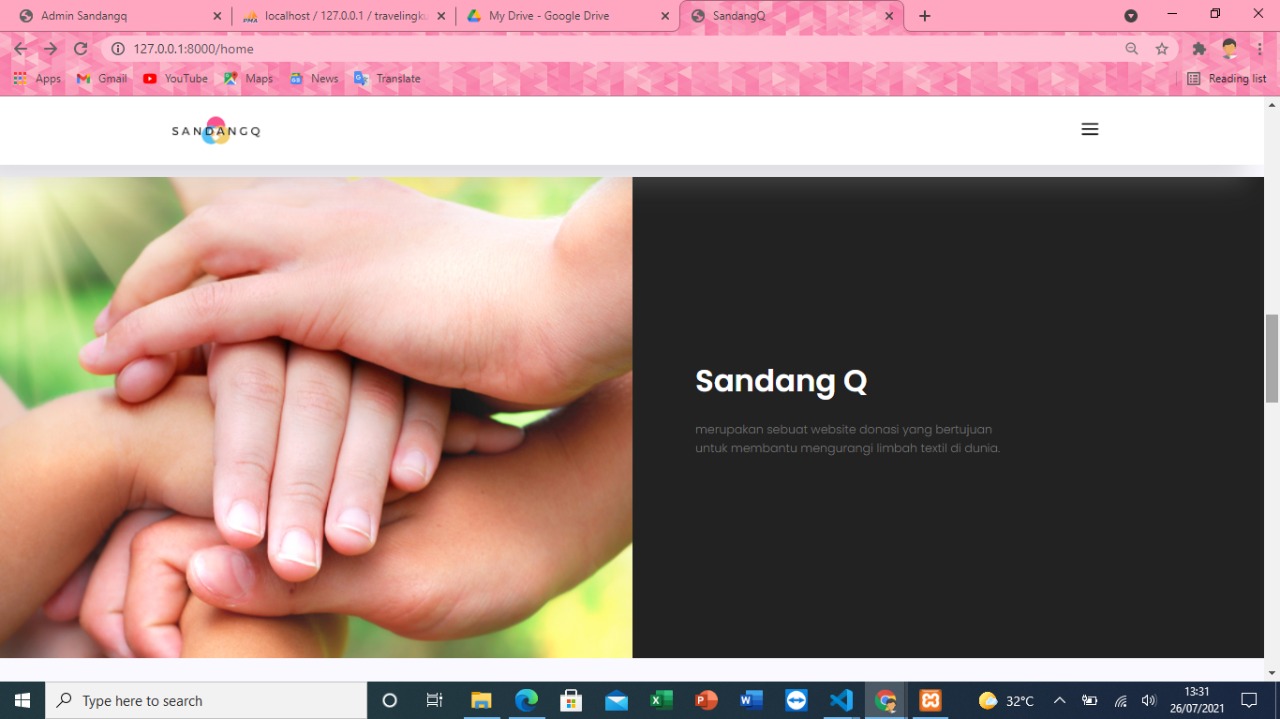 Admin Sandangq
localhost / 127.0.0.1 / travelingku
My Drive - Google Drive
SandangQ
127.0.0.1:8000/home
Apps
Gmail
YouTube
Maps
News
Translate
Reading list
SANDANGQ
Sandang Q
merupakan sebuat website donasi yang bertujuan
untuk membantu mengurangi limbah textil di dunia.
Type here to search
32°C
13:31
26/07/2021